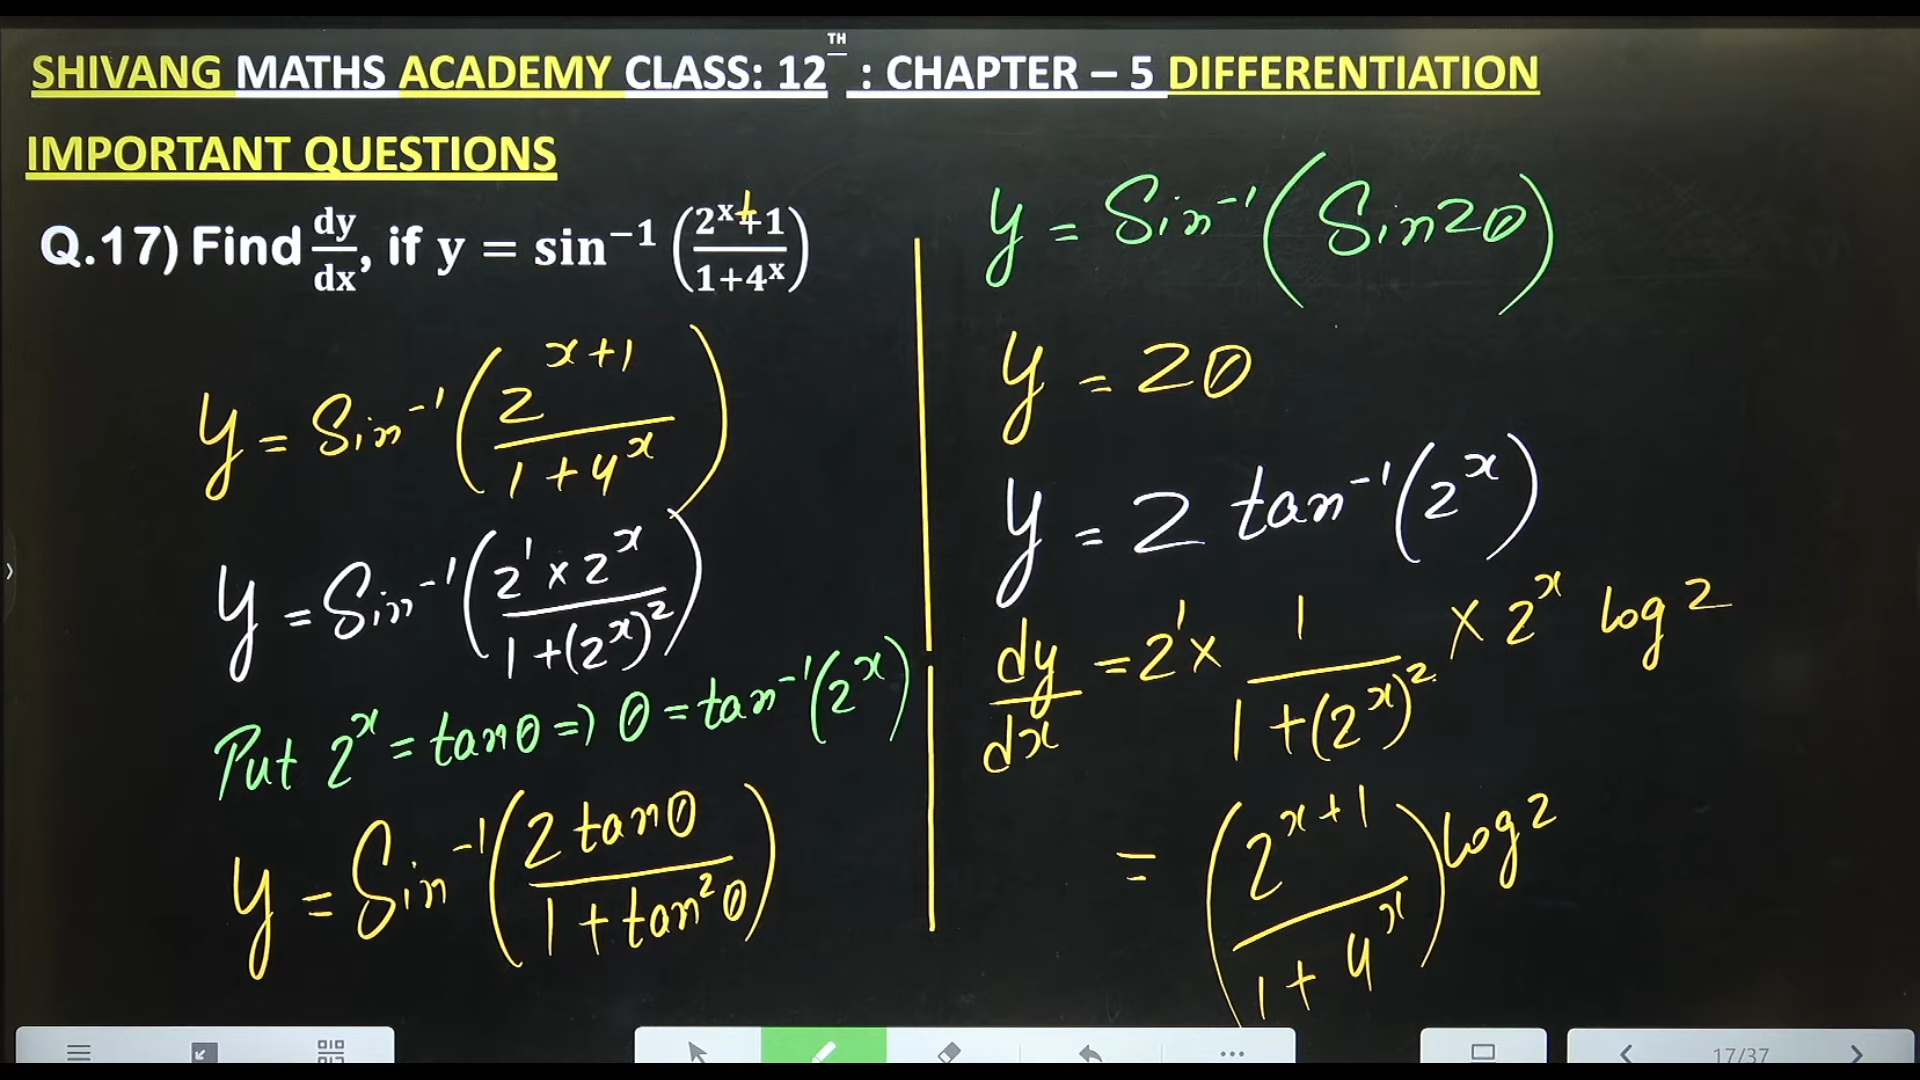 SHIVANG MATHS ACADEMY CLASS: 12TH : CHAPTER – 5 DIFFERENTIATION
IMPORTANT QUESTIONS
Q.17) Find dy/dx, if y = sin⁻¹ (2ˣ⁺¹/1+4ˣ)
y = Sin⁻¹ (2ˣ⁺¹/1+4ˣ)
y = Sin⁻¹ (2¹ × 2ˣ/1+(2ˣ)²)
Put 2ˣ = tanθ => θ = tan⁻¹(2ˣ)
y = Sin⁻¹ (2 tanθ/1 + tan²θ)
y = Sin⁻¹ (Sin2θ)
y = 2θ
y = 2 tan⁻¹(2ˣ)
dy/dx = 2¹ × 1/1+(2ˣ)² × 2ˣ log 2
= (2ˣ⁺¹/1+4ˣ) log 2
17/37